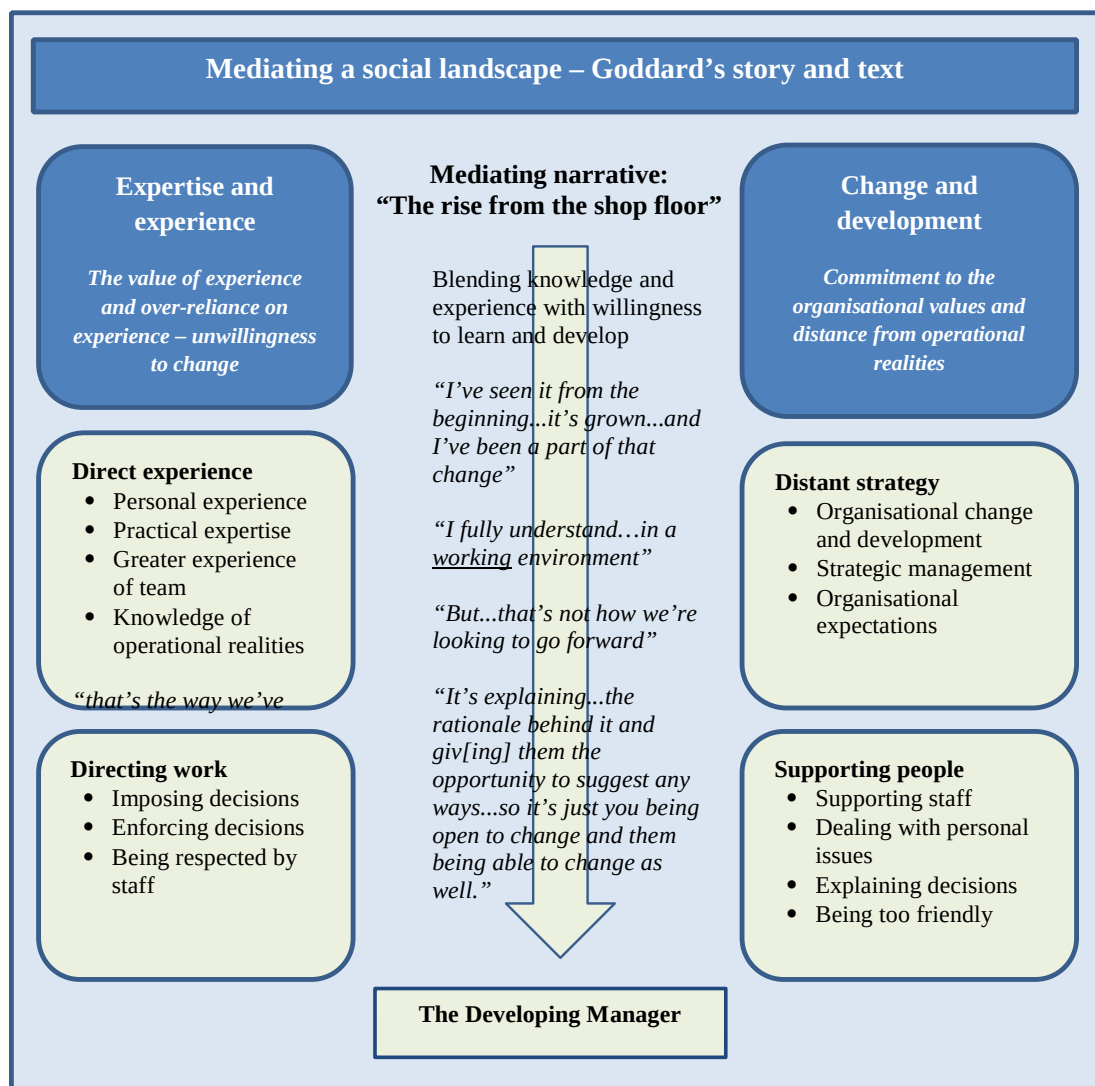 Mediating a social landscape – Goddard’s story and text
Expertise and
experience
The value of experience
and over-reliance on
experience – unwillingness
to change
Direct experience
• Personal experience
• Practical expertise
• Greater experience
of team
• Knowledge of
operational realities
“that’s the way we’ve
Directing work
• Imposing decisions
• Enforcing decisions
• Being respected by
staff
Mediating narrative:
“The rise from the shop floor”
Blending knowledge and
experience with willingness
to learn and develop
“I’ve seen it from the
beginning...it’s grown...and
I’ve been a part of that
change”
“I fully understand…in a
working environment”
“But...that’s not how we’re
looking to go forward”
“It’s explaining...the
rationale behind it and
giv[ing] them the
opportunity to suggest any
ways...so it’s just you being
open to change and them
being able to change as
well.”
The Developing Manager
Change and
development
Commitment to the
organisational values and
distance from operational
realities
Distant strategy
• Organisational change
and development
• Strategic management
• Organisational
expectations
Supporting people
• Supporting staff
• Dealing with personal
issues
• Explaining decisions
• Being too friendly